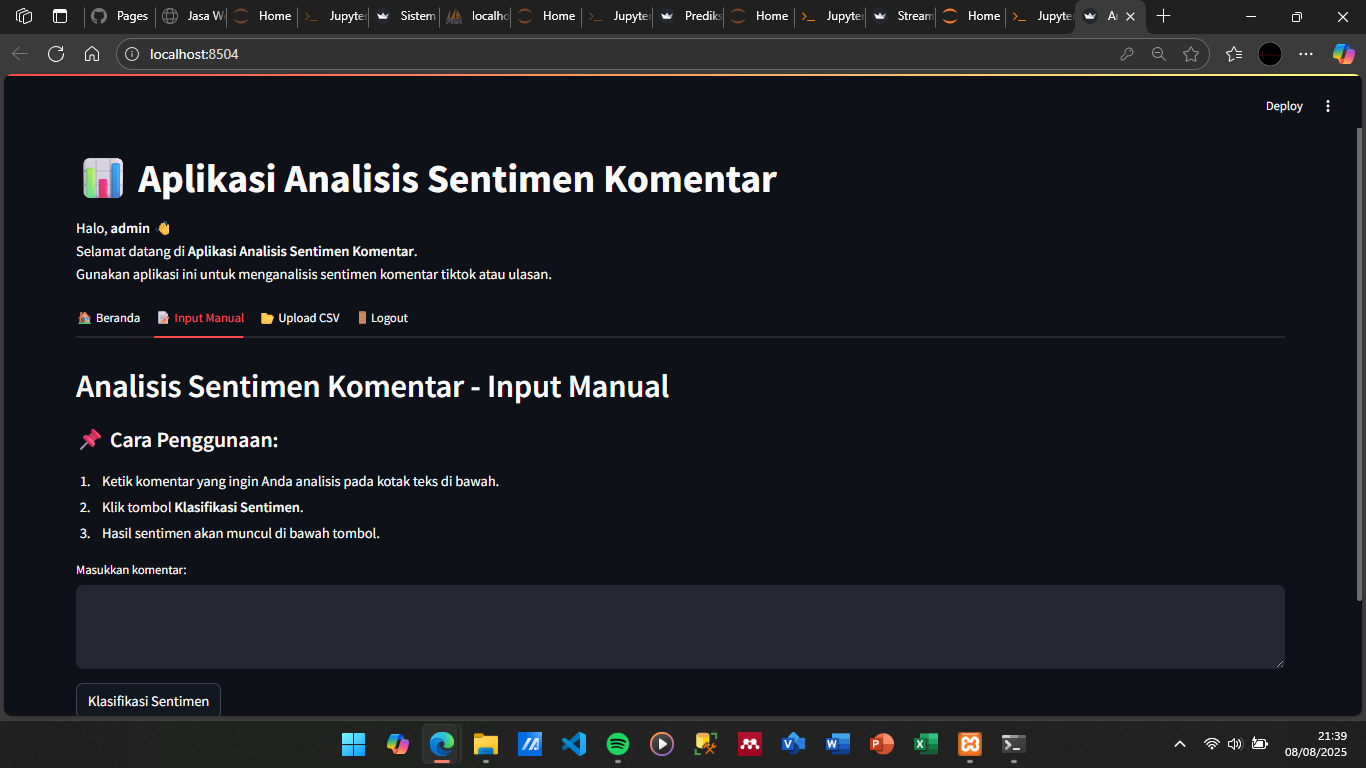 Pages
Jasa W
Home
Jupyter
Sistem
localho
Home
Jupyter
Prediks
Home
Jupyter
Stream
Home
Jupyter
localhost:8504
Deploy
Aplikasi Analisis Sentimen Komentar
Halo, admin 👋
Selamat datang di Aplikasi Analisis Sentimen Komentar.
Gunakan aplikasi ini untuk menganalisis sentimen komentar tiktok atau ulasan.
Beranda
Input Manual
Upload CSV
Logout
Analisis Sentimen Komentar - Input Manual
Cara Penggunaan:
1. Ketik komentar yang ingin Anda analisis pada kotak teks di bawah.
2. Klik tombol Klasifikasi Sentimen.
3. Hasil sentimen akan muncul di bawah tombol.
Masukkan komentar:
Klasifikasi Sentimen
21:39
08/08/2025